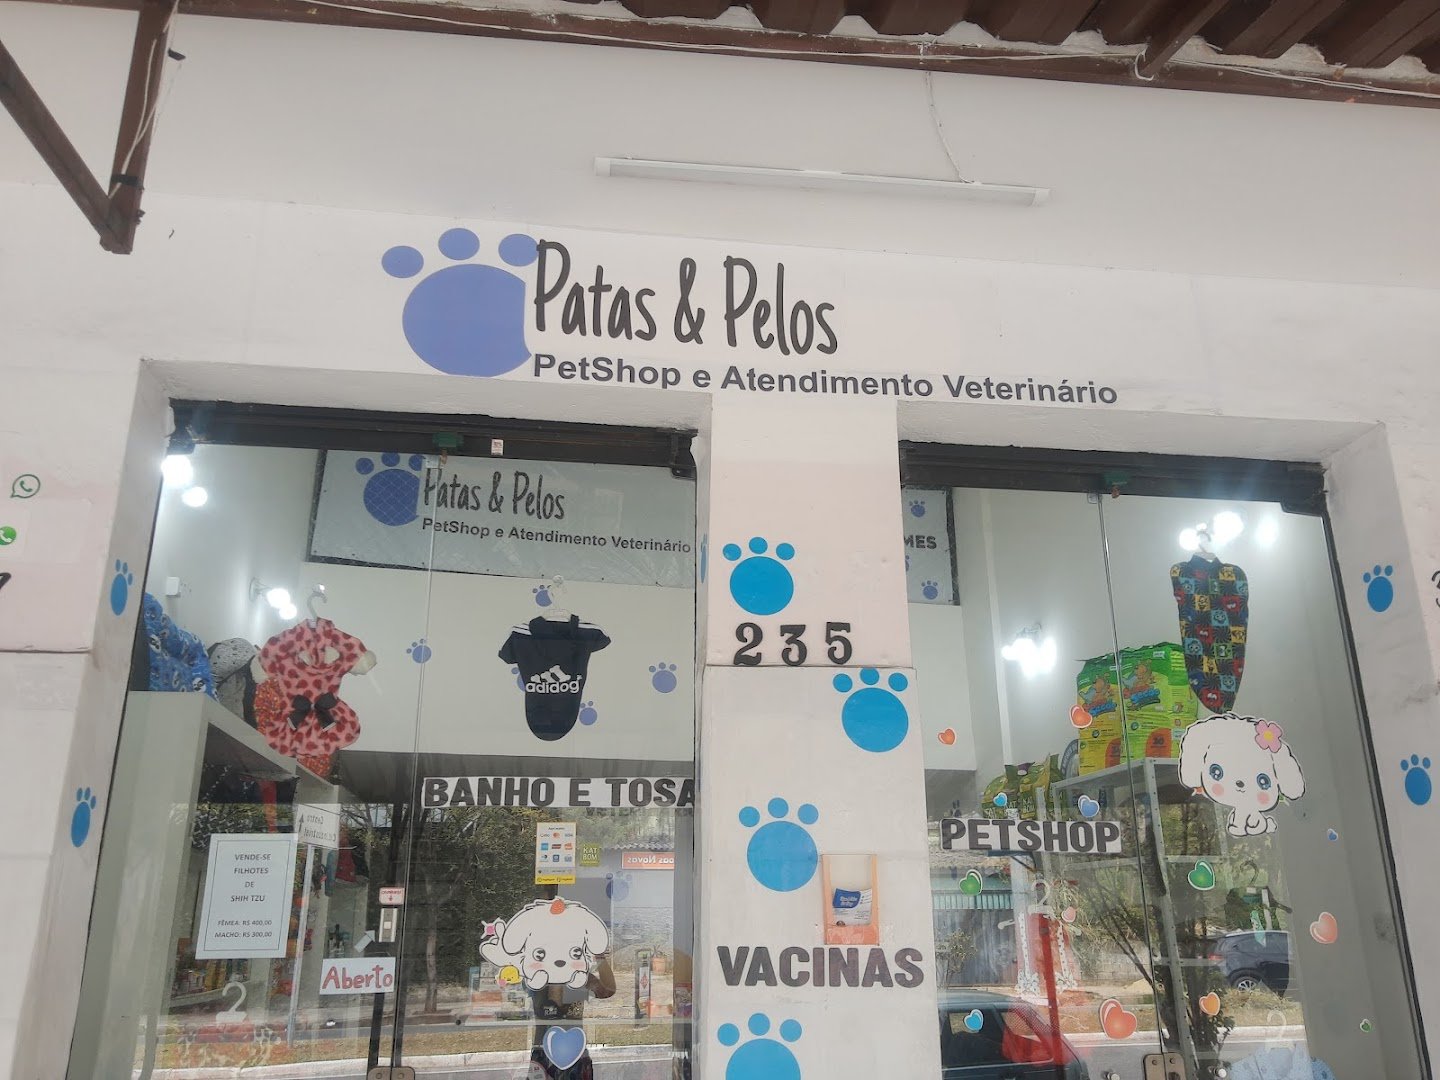 Patas & Pelos
PetShop e Atendimento Veterinário
Patas & Pelos
PetShop e Atendimento Veterinário
MES
235
adidog
BANHO E TOSA
PETSHOP
VENDE-SE
FILHOTES
DE
SHIH TZU
FÊMEA: R$ 400,00
MACHO: R$ 300,00
Aberto
VACINAS